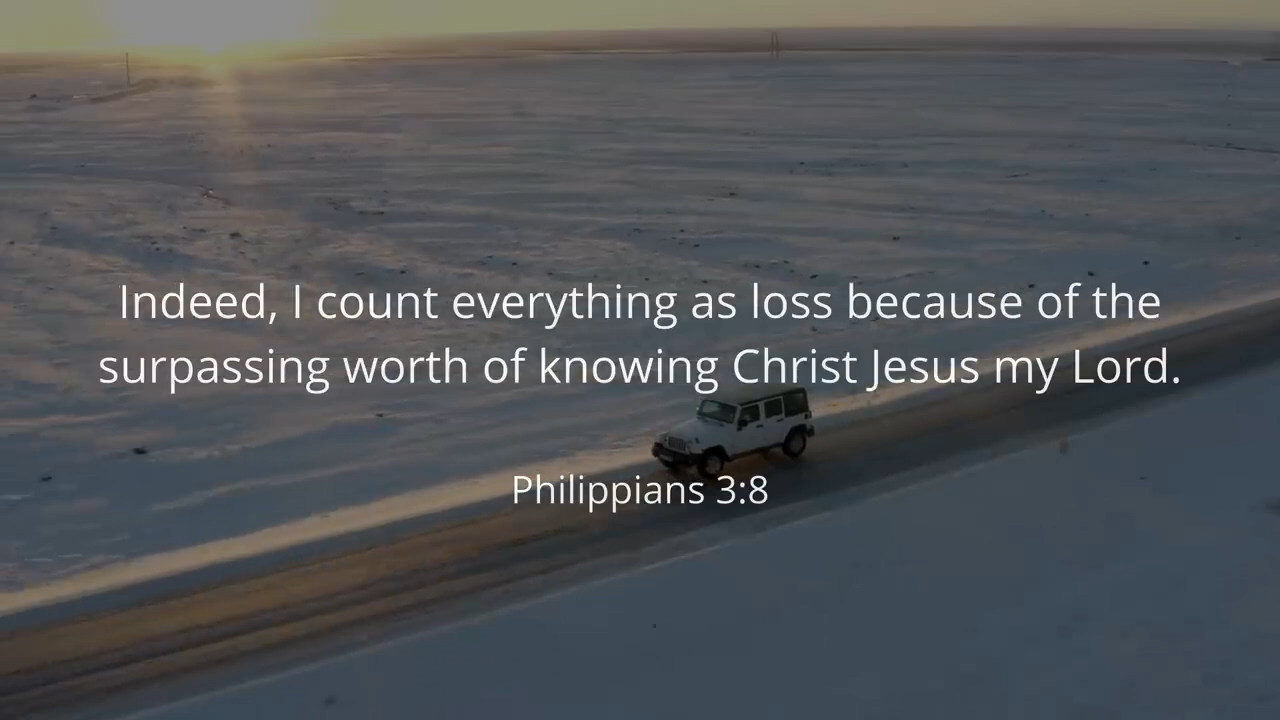 Indeed, I count everything as loss because of the
surpassing worth of knowing Christ Jesus my Lord.
Philippians 3:8